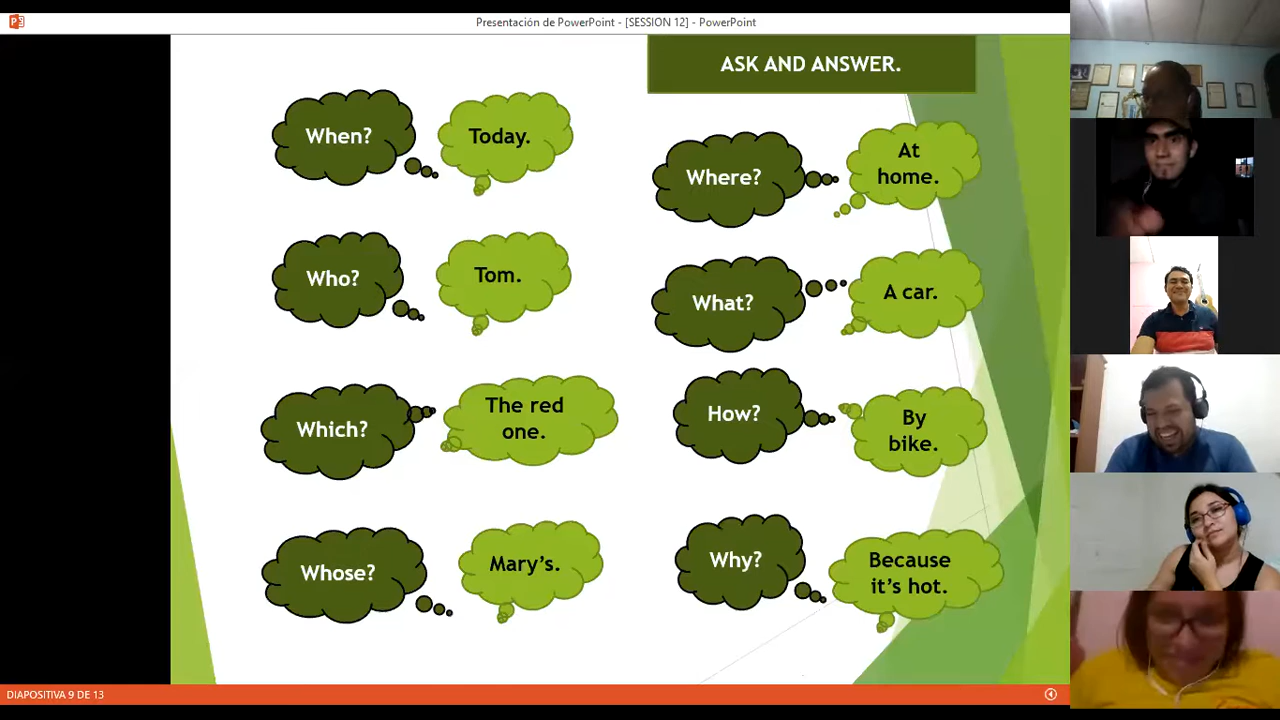 Presentación de PowerPoint - [SESSION 12] - PowerPoint
ASK AND ANSWER.
When?
Today.
Where?
At
home.
Who?
Tom.
What?
A car.
Which?
The red
one.
How?
By
bike.
Whose?
Mary's.
Why?
Because
it's hot.
DIAPOSITIVA 9 DE 13